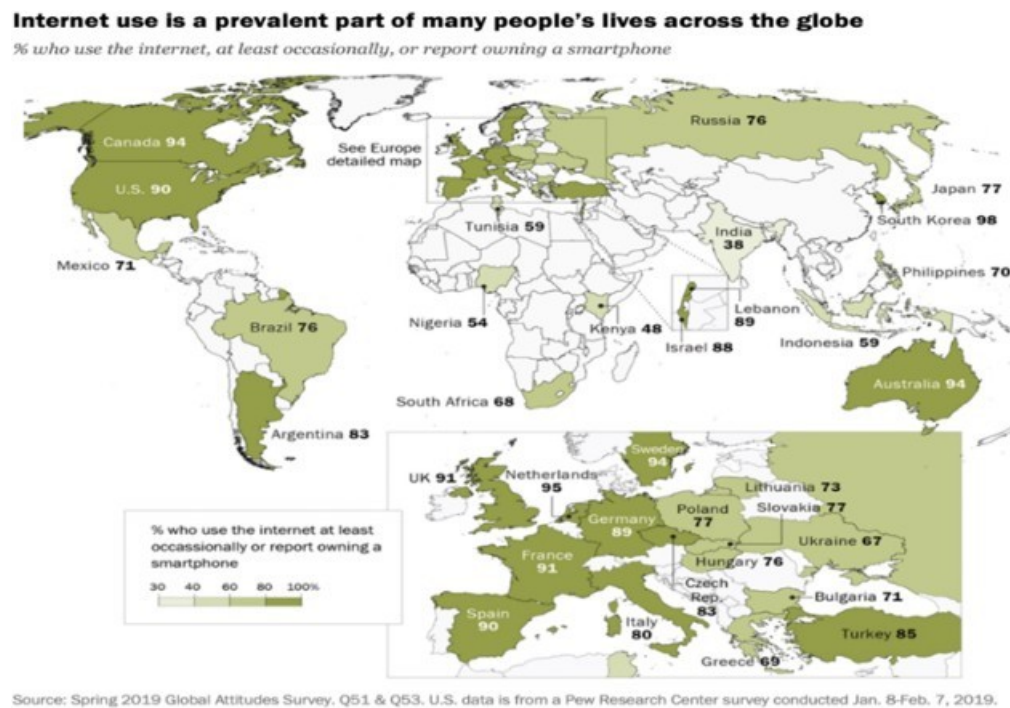 Internet use is a prevalent part of many people's lives across the globe
% who use the internet, at least occasionally, or report owning a smartphone
Canada 94
U.S. 90
Mexico 71
Brazil 76
Argentina 83
See Europe
detailed map
Russia 76
Japan 77
South Korea 98
Tunisia 59
India
38
Philippines 70
Nigeria 54
Kenya 48
Lebanon
89
Israel 88
Indonesia 59
South Africa 68
Australia 94
Sweden
94
UK 91
Netherlands
95
Lithuania 73
Slovakia 77
Poland
77
Germany
89
Ukraine 67
France
91
Hungary 76
Czech
Rep.
83
Bulgaria 71
Spain
90
Italy
80
Turkey 85
Greece 69
% who use the internet at least
occassionally or report owning a
smartphone
30 40 60 80 100%
Source: Spring 2019 Global Attitudes Survey. Q51 & Q53. U.S. data is from a Pew Research Center survey conducted Jan. 8-Feb. 7, 2019.